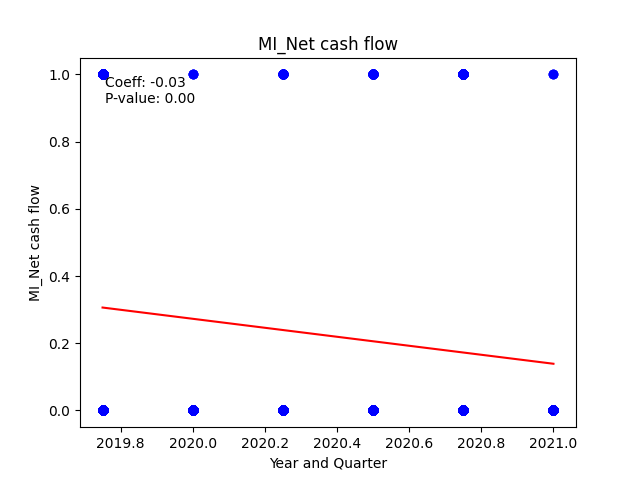 MI_Net cash flow
1.0
Coeff: -0.03
P-value: 0.00
0.8
0.6
MI_Net cash flow
0.4
0.2
0.0
2019.8 2020.0 2020.2 2020.4 2020.6 2020.8 2021.0
Year and Quarter